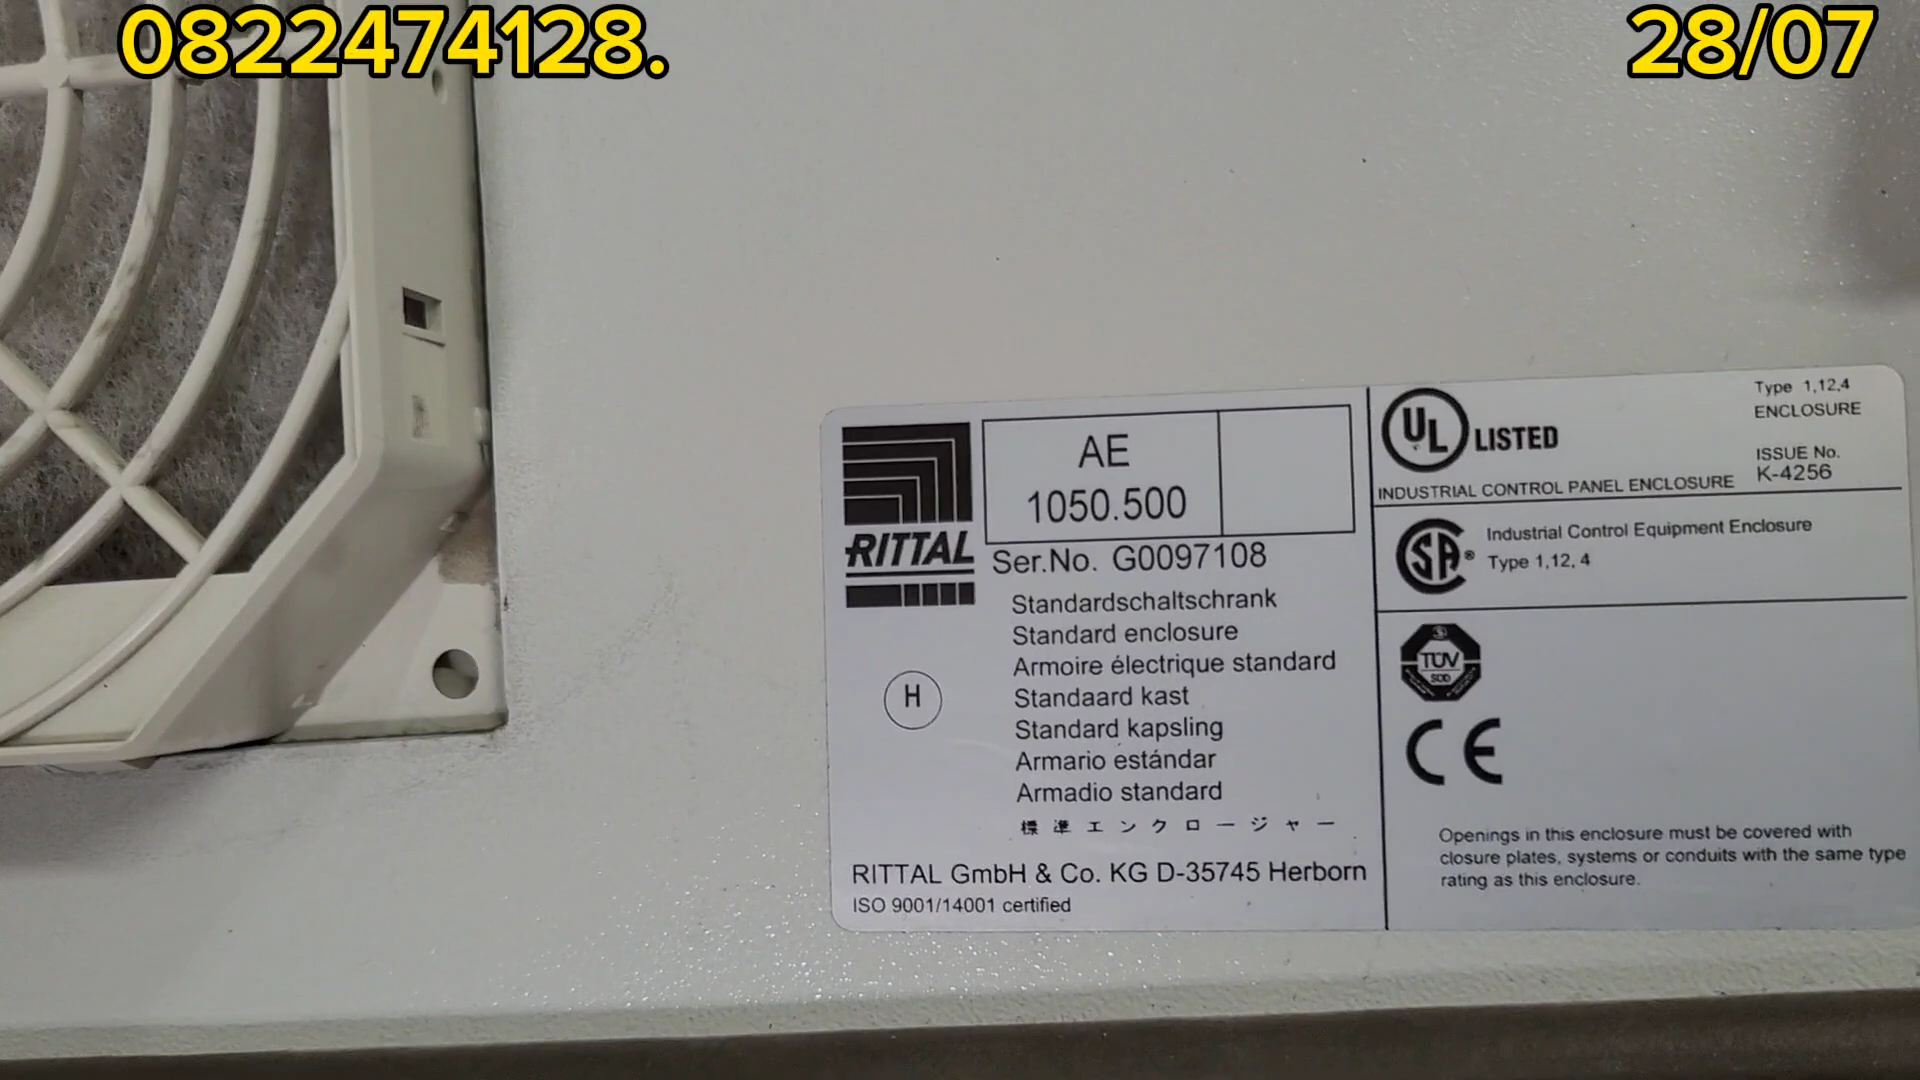 0822474128.
28/07
AE
1050.500
RITTAL
Ser.No. G0097108
Standardschaltschrank
Standard enclosure
Armoire électrique standard
Standaard kast
Standard kapsling
Armario estándar
Armadio standard
標準エンクロージャー
H
RITTAL GmbH & Co. KG D-35745 Herborn
ISO 9001/14001 certified
UL LISTED
Type 1,12,4
ENCLOSURE
ISSUE No.
K-4256
INDUSTRIAL CONTROL PANEL ENCLOSURE
SA®
Industrial Control Equipment Enclosure
Type 1,12, 4
TÜV
CE
Openings in this enclosure must be covered with
closure plates, systems or conduits with the same type
rating as this enclosure.